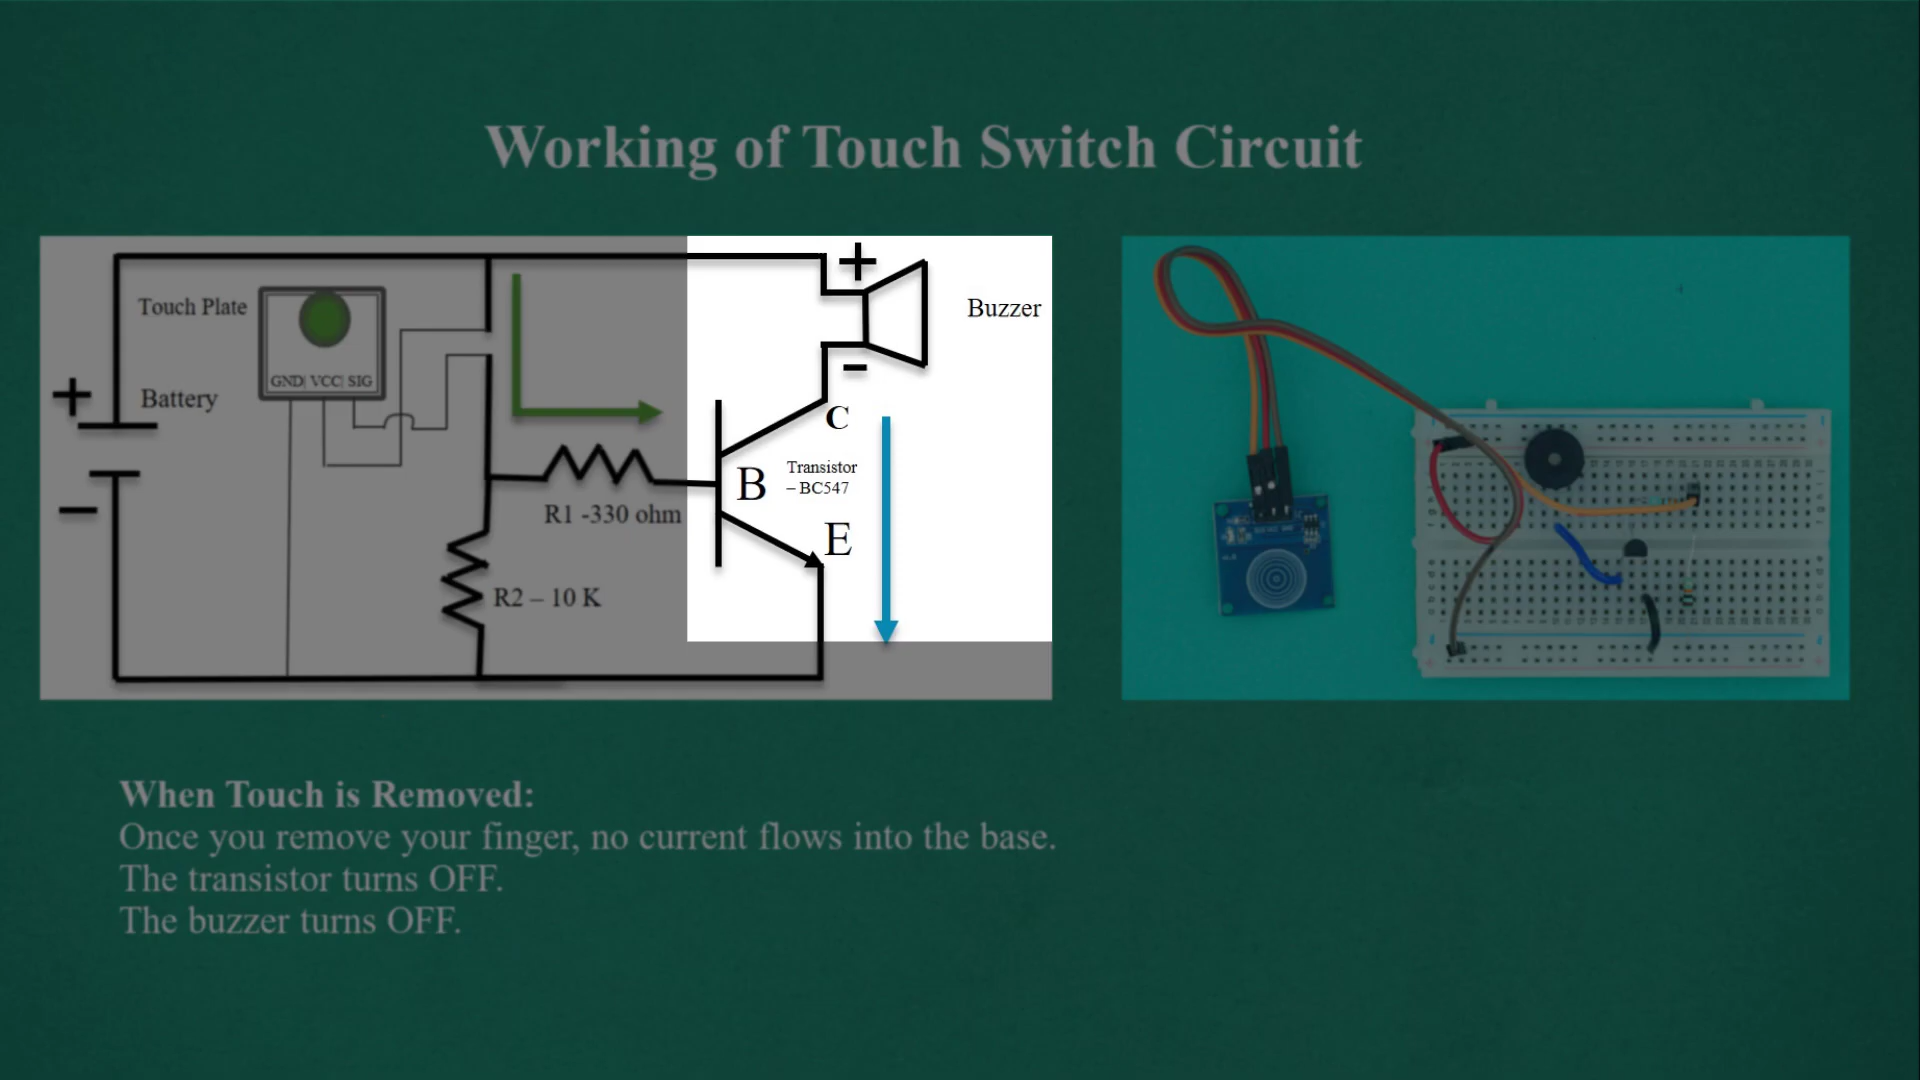 Working of Touch Switch Circuit
Touch Plate
GND| VCC| SIG
+
Battery
−
R1 -330 ohm
R2 – 10 K
+
Buzzer
−
C
B
Transistor
– BC547
E
When Touch is Removed:
Once you remove your finger, no current flows into the base.
The transistor turns OFF.
The buzzer turns OFF.